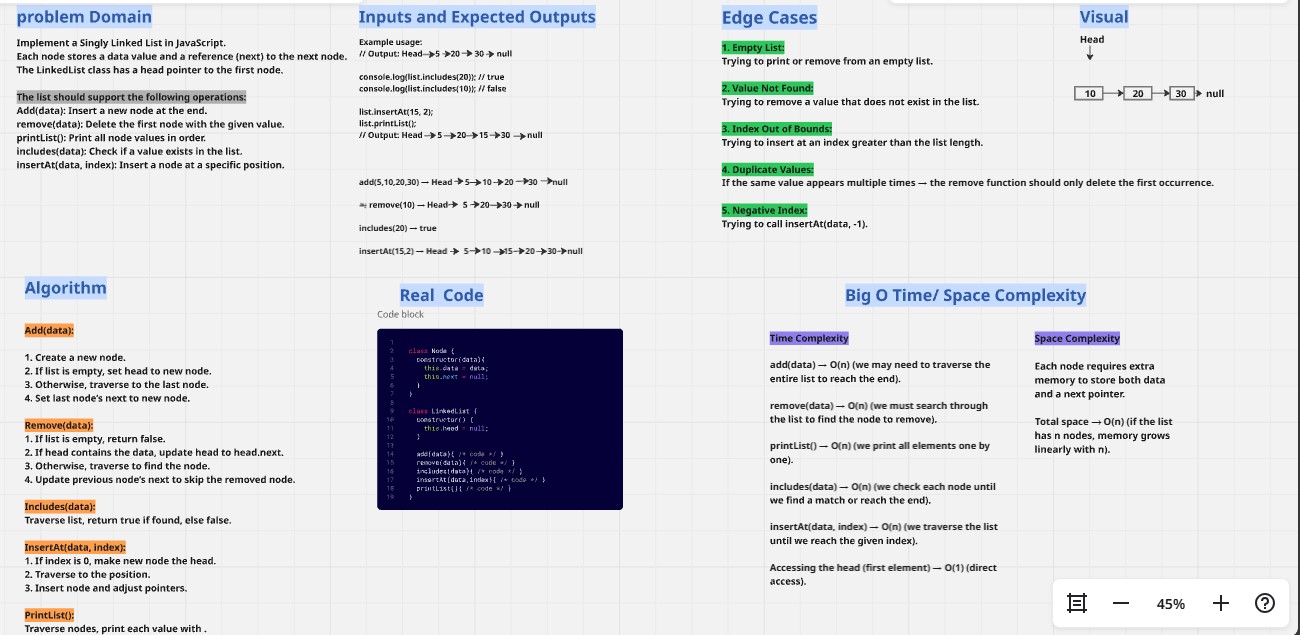 problem Domain
Implement a Singly Linked List in JavaScript.
Each node stores a data value and a reference (next) to the next node.
The LinkedList class has a head pointer to the first node.
The list should support the following operations:
Add(data): Insert a new node at the end.
remove(data): Delete the first node with the given value.
printList(): Print all node values in order.
includes(data): Check if a value exists in the list.
insertAt(data, index): Insert a node at a specific position.
Inputs and Expected Outputs
Example usage:
// Output: Head→5 →20 → 30 → null
console.log(list.includes(20)); // true
console.log(list.includes(10)); // false
list.insertAt(15, 2);
list.printList();
// Output: Head→5 →20→15→30 →null
add(5,10,20,30) → Head → 5→10 →20 →30 →null
remove(10) → Head→ 5 →20→30→ null
includes(20) → true
insertAt(15,2) → Head → 5→10 →15→20 →30→null
Edge Cases
1. Empty List:
Trying to print or remove from an empty list.
2. Value Not Found:
Trying to remove a value that does not exist in the list.
3. Index Out of Bounds:
Trying to insert at an index greater than the list length.
4. Duplicate Values:
If the same value appears multiple times — the remove function should only delete the first occurrence.
5. Negative Index:
Trying to call insertAt(data, -1).
Visual
Head
10 → 20 → 30 → null
Algorithm
Add(data):
1. Create a new node.
2. If list is empty, set head to new node.
3. Otherwise, traverse to the last node.
4. Set last node's next to new node.
Remove(data):
1. If list is empty, return false.
2. If head contains the data, update head to head.next.
3. Otherwise, traverse to find the node.
4. Update previous node's next to skip the removed node.
Includes(data):
Traverse list, return true if found, else false.
InsertAt(data, index):
1. If index is 0, make new node the head.
2. Traverse to the position.
3. Insert node and adjust pointers.
PrintList():
Traverse nodes, print each value with .
Real Code
Code block
1
2 class Node {
3 constructor(data){
4 this.data = data;
5 this.next = null;
6 }
7 }
8
9 class LinkedList {
10 constructor() {
11 this.head = null;
12 }
13
14 add(data){ /* code */ }
15 remove(data){ /* code */ }
16 includes(data){ /* code */ }
17 insertAt(data,index){ /* code */ }
18 printList(){ /* code */ }
19 }
Big O Time/ Space Complexity
Time Complexity
add(data) → O(n) (we may need to traverse the
entire list to reach the end).
remove(data) → O(n) (we must search through
the list to find the node to remove).
printList() → O(n) (we print all elements one by
one).
includes(data) → O(n) (we check each node until
we find a match or reach the end).
insertAt(data, index) → O(n) (we traverse the list
until we reach the given index).
Accessing the head (first element) → O(1) (direct
access).
Space Complexity
Each node requires extra
memory to store both data
and a next pointer.
Total space → O(n) (if the list
has n nodes, memory grows
linearly with n).
45%